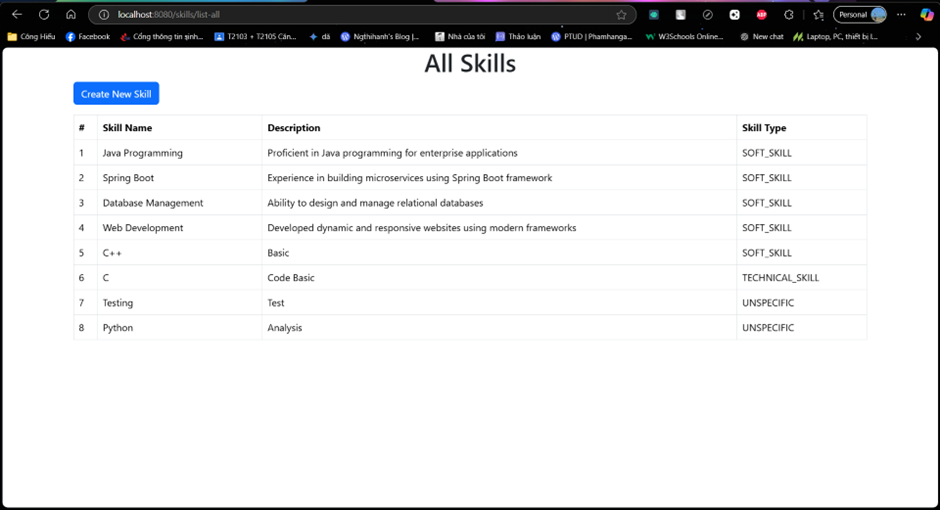 localhost:8080/skills/list-all
Personal
Công Hiếu Facebook Cổng thông tin sinh... T2103 + T2105 Căn... dá Ngthihanh's Blog |... Nhà của tôi Thảo luận PTUD | Phamhanga... W3Schools Online... New chat Laptop, PC, thiết bị l...
All Skills
Create New Skill
# Skill Name Description Skill Type
1 Java Programming Proficient in Java programming for enterprise applications SOFT_SKILL
2 Spring Boot Experience in building microservices using Spring Boot framework SOFT_SKILL
3 Database Management Ability to design and manage relational databases SOFT_SKILL
4 Web Development Developed dynamic and responsive websites using modern frameworks SOFT_SKILL
5 C++ Basic SOFT_SKILL
6 C Code Basic TECHNICAL_SKILL
7 Testing Test UNSPECIFIC
8 Python Analysis UNSPECIFIC